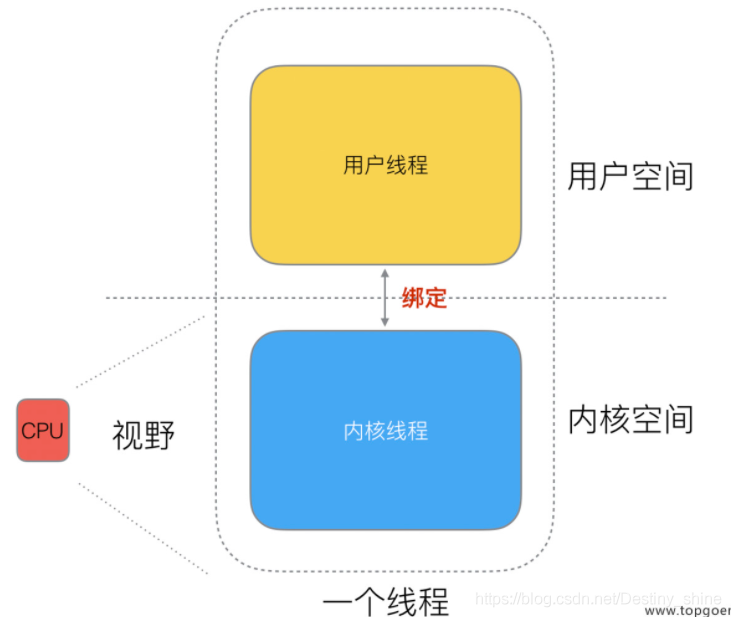 用户线程
用户空间
绑定
CPU
视野
内核线程
内核空间
一个线程
https://blog.csdn.net/Destiny_shine
www.topgoer